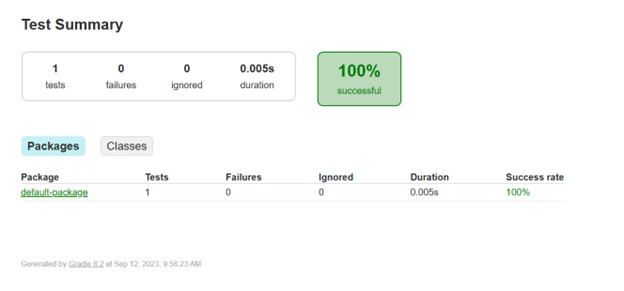 Test Summary
1 0 0 0.005s
tests failures ignored duration
100%
successful
Packages Classes
Package Tests Failures Ignored Duration Success rate
default-package 1 0 0 0.005s 100%
Generated by Gradle 8.2 at Sep 12, 2023, 9:56:23 AM